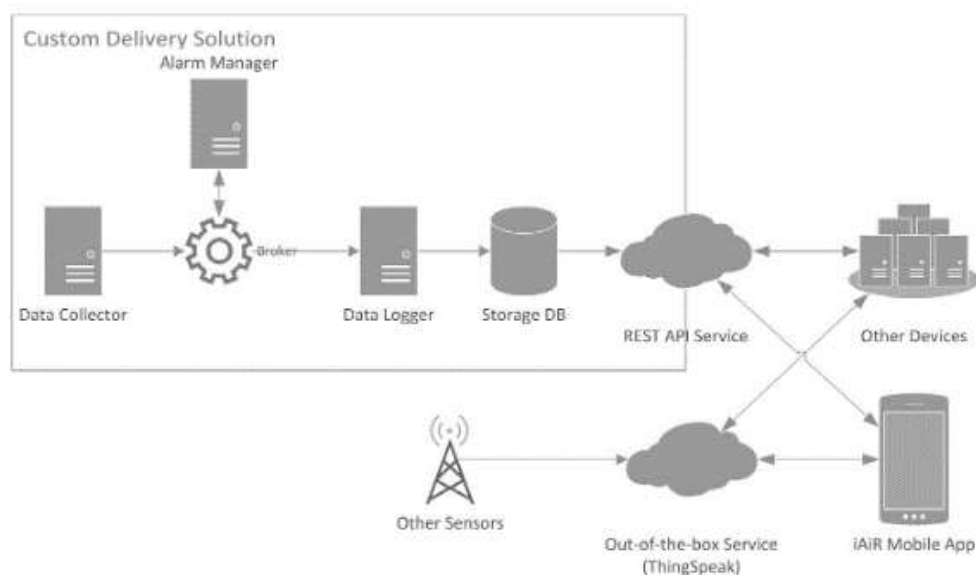 Custom Delivery Solution
Alarm Manager
Broker
Data Collector
Data Logger
Storage DB
REST API Service
Other Devices
Other Sensors
Out-of-the-box Service
(ThingSpeak)
iAiR Mobile App